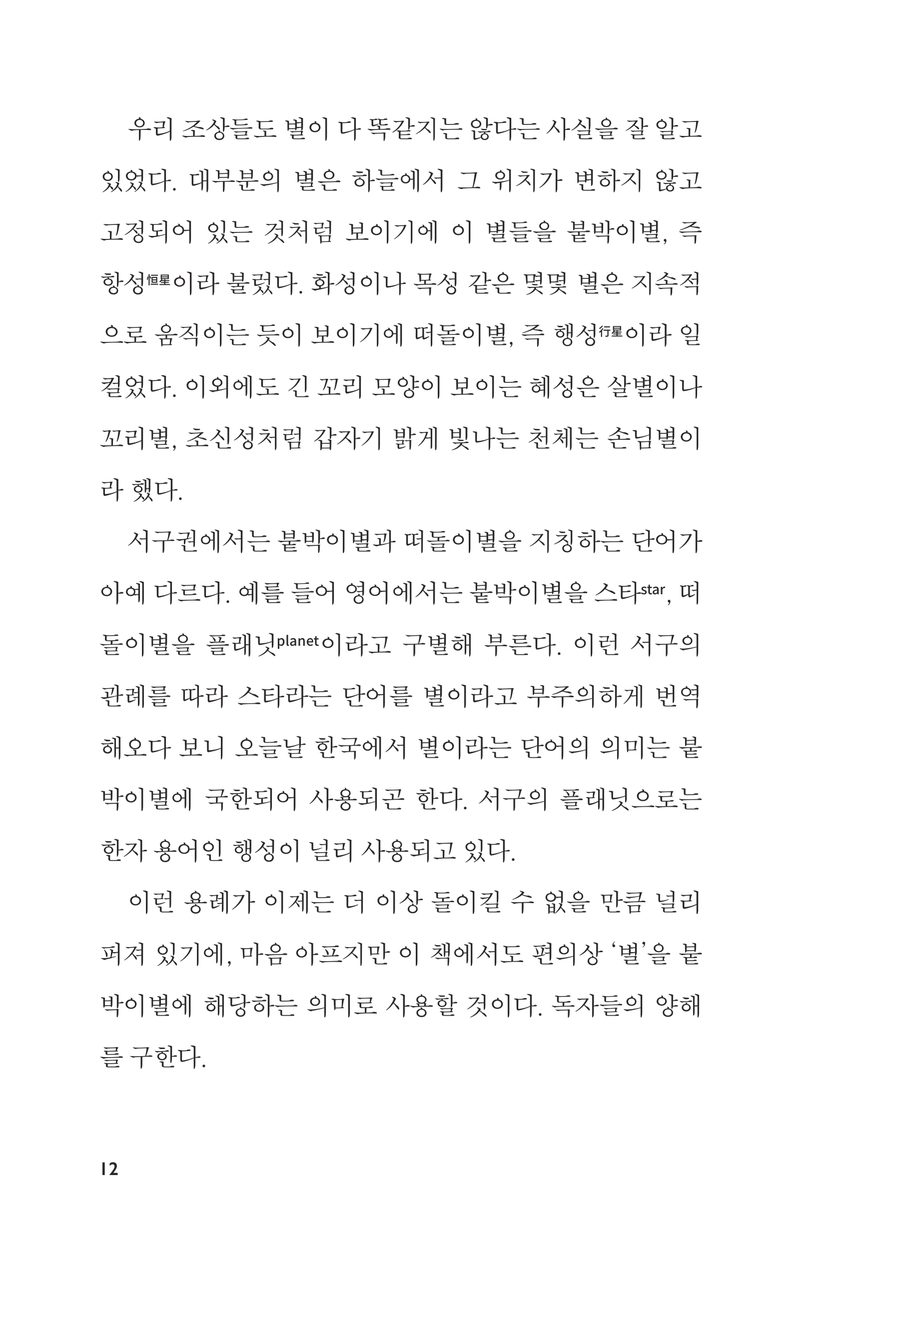 우리 조상들도 별이 다 똑같지는 않다는 사실을 잘 알고
있었다. 대부분의 별은 하늘에서 그 위치가 변하지 않고
고정되어 있는 것처럼 보이기에 이 별들을 붙박이별, 즉
항성恒星이라 불렀다. 화성이나 목성 같은 몇몇 별은 지속적
으로 움직이는 듯이 보이기에 떠돌이별, 즉 행성行星이라 일
컬었다. 이외에도 긴 꼬리 모양이 보이는 혜성은 살별이나
꼬리별, 초신성처럼 갑자기 밝게 빛나는 천체는 손님별이
라 했다.
서구권에서는 붙박이별과 떠돌이별을 지칭하는 단어가
아예 다르다. 예를 들어 영어에서는 붙박이별을 스타star, 떠
돌이별을 플래닛planet이라고 구별해 부른다. 이런 서구의
관례를 따라 스타라는 단어를 별이라고 부주의하게 번역
해오다 보니 오늘날 한국에서 별이라는 단어의 의미는 붙
박이별에 국한되어 사용되곤 한다. 서구의 플래닛으로는
한자 용어인 행성이 널리 사용되고 있다.
이런 용례가 이제는 더 이상 돌이킬 수 없을 만큼 널리
퍼져 있기에, 마음 아프지만 이 책에서도 편의상 ‘별’을 붙
박이별에 해당하는 의미로 사용할 것이다. 독자들의 양해
를 구한다.
12